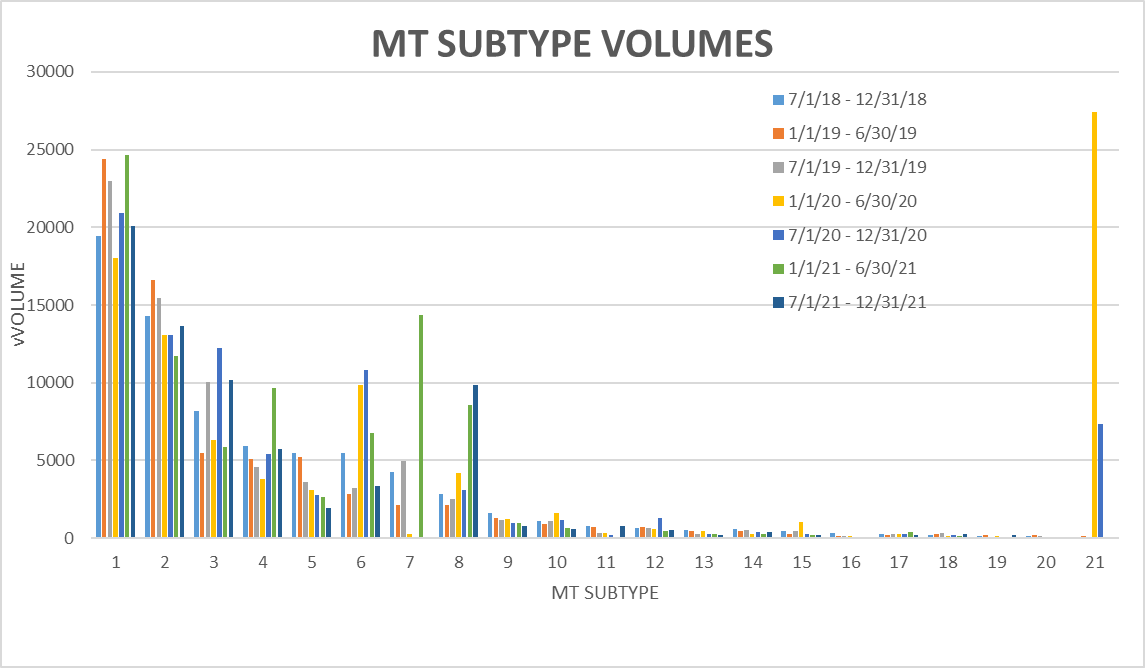 MT SUBTYPE VOLUMES
30000
25000
20000
15000
10000
5000
0
VOLUME
7/1/18 - 12/31/18
1/1/19 - 6/30/19
7/1/19 - 12/31/19
1/1/20 - 6/30/20
7/1/20 - 12/31/20
1/1/21 - 6/30/21
7/1/21 - 12/31/21
1 2 3 4 5 6 7 8 9 10 11 12 13 14 15 16 17 18 19 20 21
MT SUBTYPE